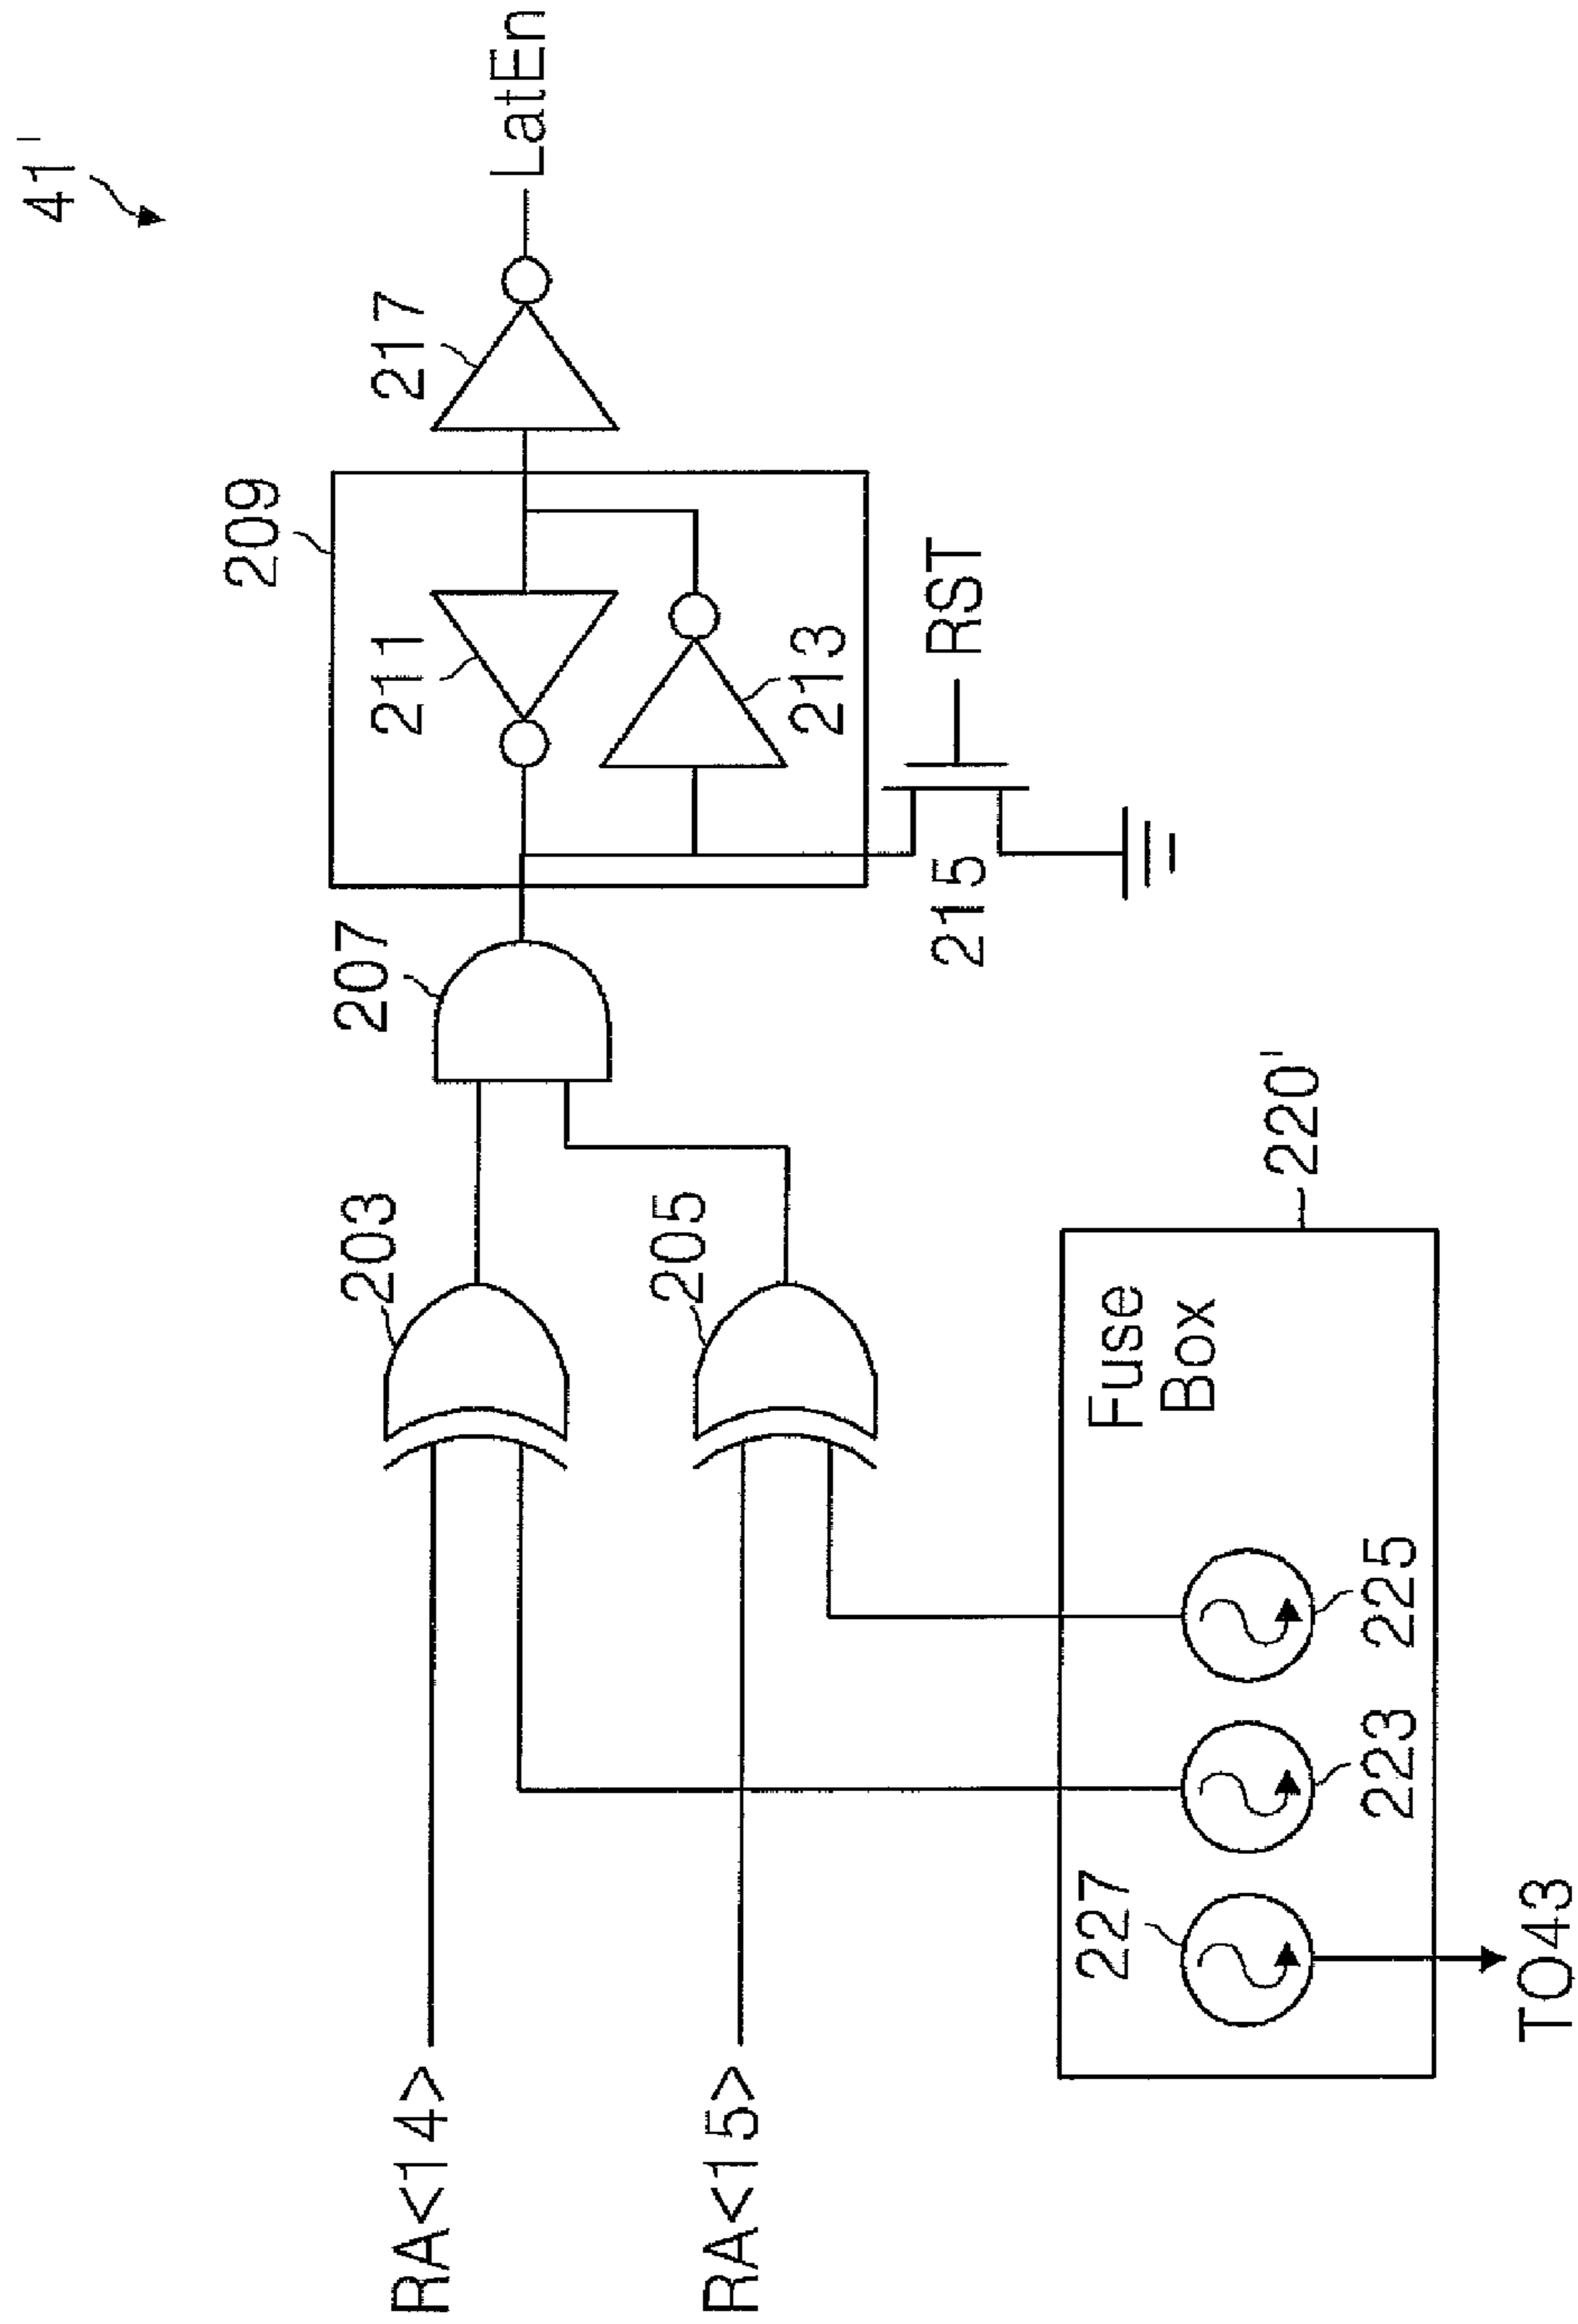 41'
RA<14>
RA<15>
203
205
207
209
211
213
215
RST
217
LatEn
Fuse
Box
220'
227
223
225
TO43